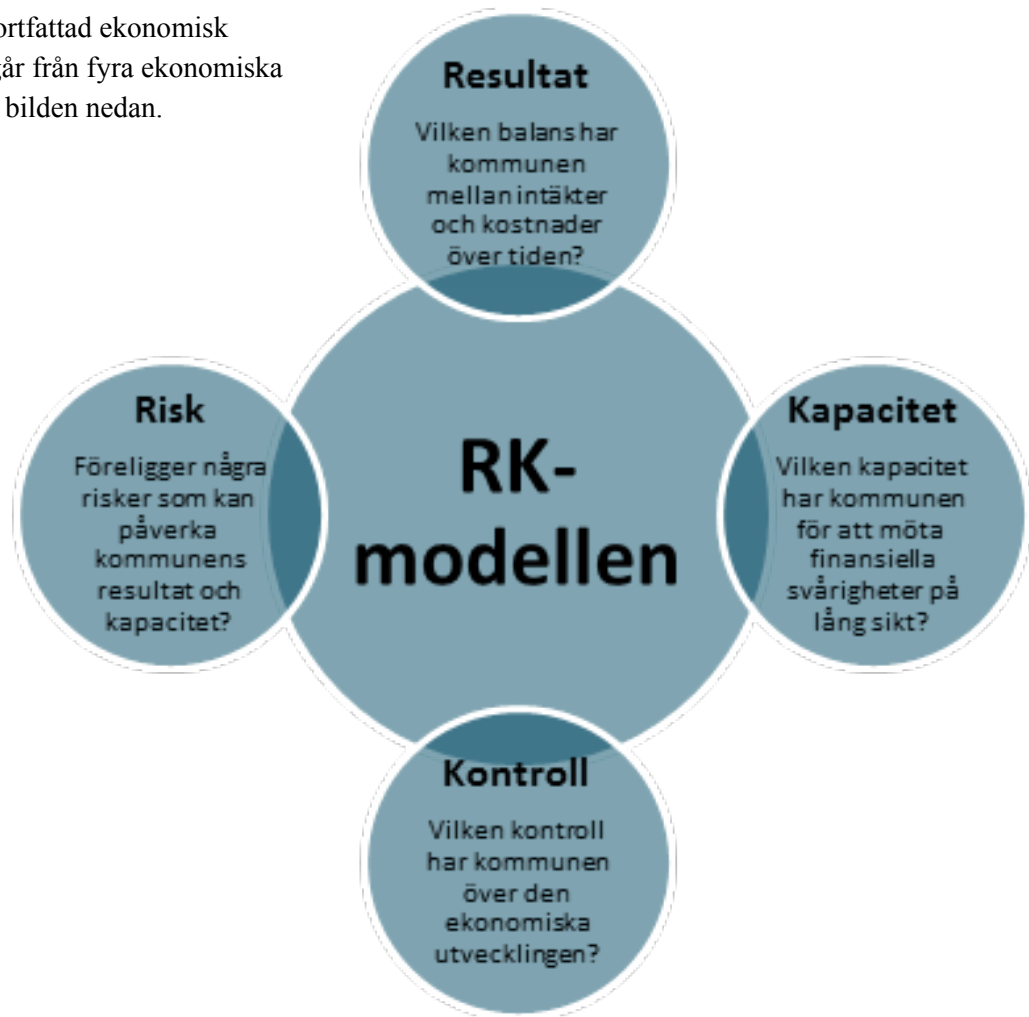 ortfattad ekonomisk
går från fyra ekonomiska
bilden nedan.
Resultat
Vilken balans har
kommunen
mellan intäkter
och kostnader
över tiden?
Risk
Föreligger några
risker som kan
påverka
kommunens
resultat och
kapacitet?
RK-
modellen
Kapacitet
Vilken kapacitet
har kommunen
för att möta
finansiella
svårigheter på
lång sikt?
Kontroll
Vilken kontroll
har kommunen
över den
ekonomiska
utvecklingen?